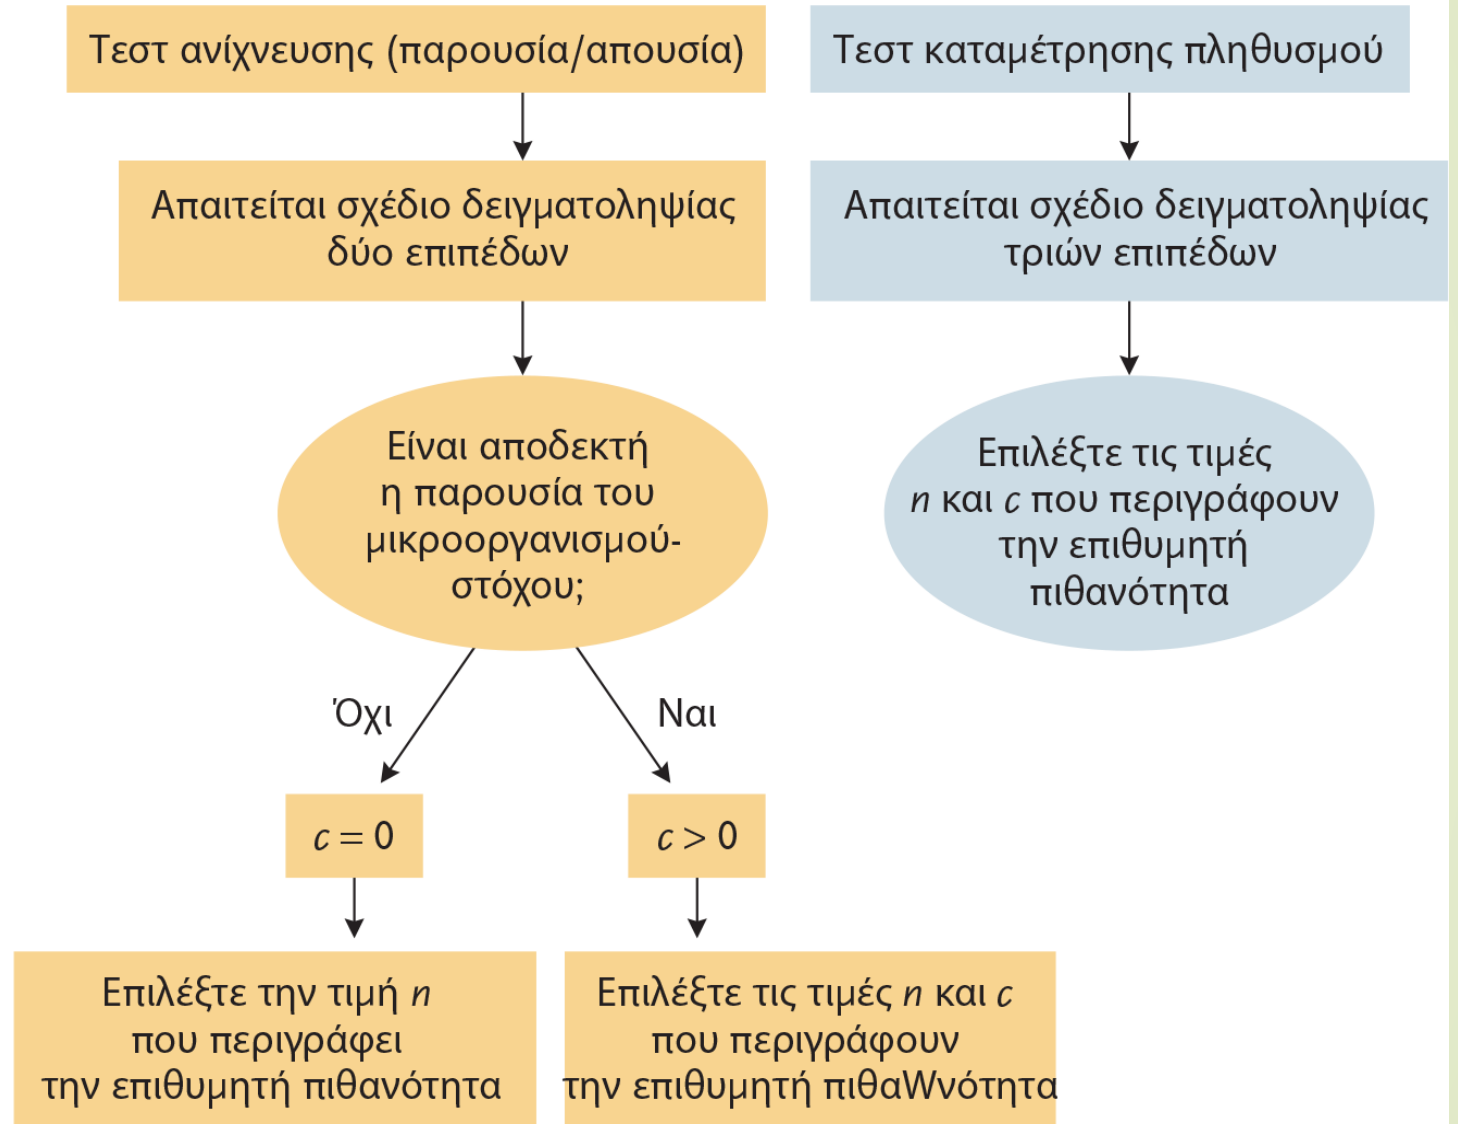 Τεστ ανίχνευσης (παρουσία/απουσία)
Τεστ καταμέτρησης πληθυσμού
Απαιτείται σχέδιο δειγματοληψίας
δύο επιπέδων
Απαιτείται σχέδιο δειγματοληψίας
τριών επιπέδων
Είναι αποδεκτή
η παρουσία του
μικροοργανισμού-
στόχου;
Επιλέξτε τις τιμές
n και c που περιγράφουν
την επιθυμητή
πιθανότητα
Όχι
Ναι
c = 0
c > 0
Επιλέξτε την τιμή n
που περιγράφει
την επιθυμητή πιθανότητα
Επιλέξτε τις τιμές n και c
που περιγράφουν
την επιθυμητή πιθαWνότητα